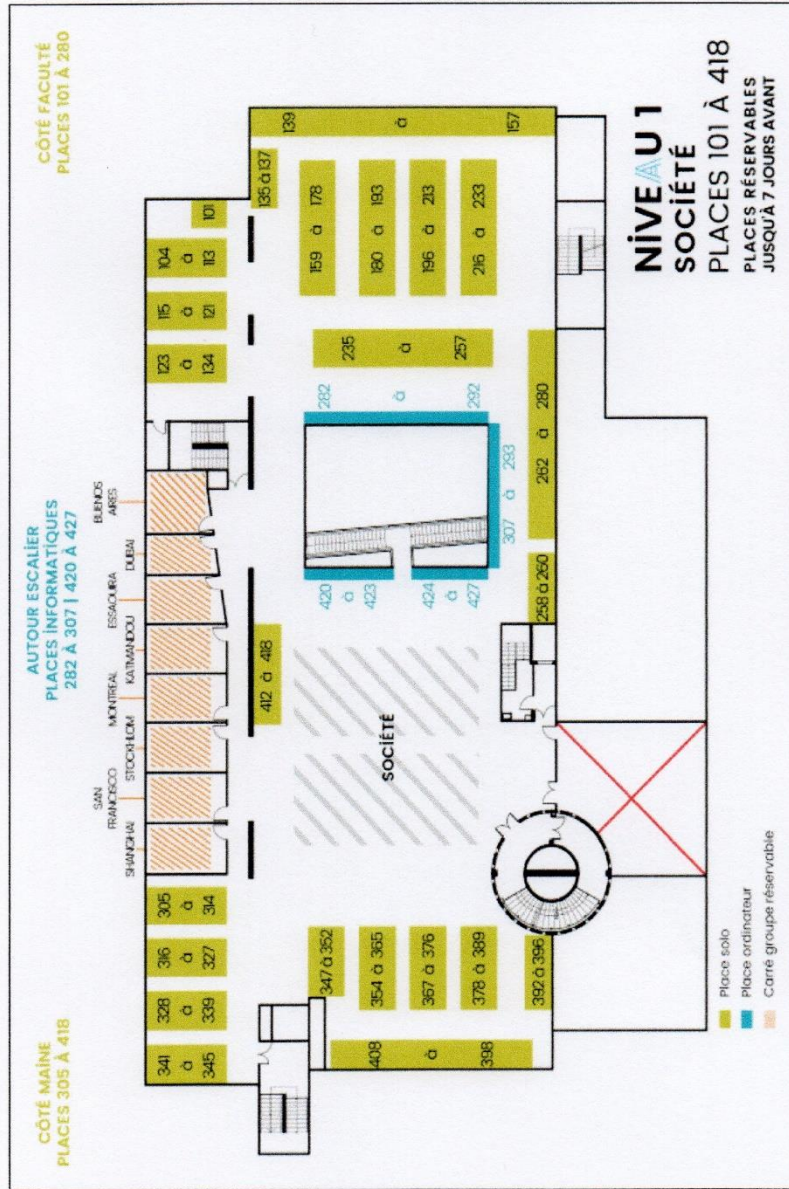 CÔTÉ MAINE
PLACES 305 À 418
AUTOUR ESCALIER
PLACES INFORMATIQUES
282 À 307 | 420 À 427
CÔTÉ FACULTÉ
PLACES 101 À 280
SHANGHAI
SAN
FRANCISCO
STOCKHLOM
MONTREAL
KATMANDOU
ESSAOUIRA
DUBAI
BUENOS
AIRES
341
à
345
328
à
339
316
à
327
305
à
314
123
à
134
115
à
121
104
à
113
101
135 à 137
412 à 418
139
à
157
347 à 352
354 à 365
367 à 376
378 à 389
392 à 396
408
à
398
SOCIÉTÉ
420
à
423
424
à
427
282
à
292
307 à 293
235
à
257
159 à 178
180 à 193
196 à 213
216 à 233
258 à 260
262 à 280
Place solo
Place ordinateur
Carré groupe réservable
NIVEAU 1
SOCIÉTÉ
PLACES 101 À 418
PLACES RÉSERVABLES
JUSQU'À 7 JOURS AVANT